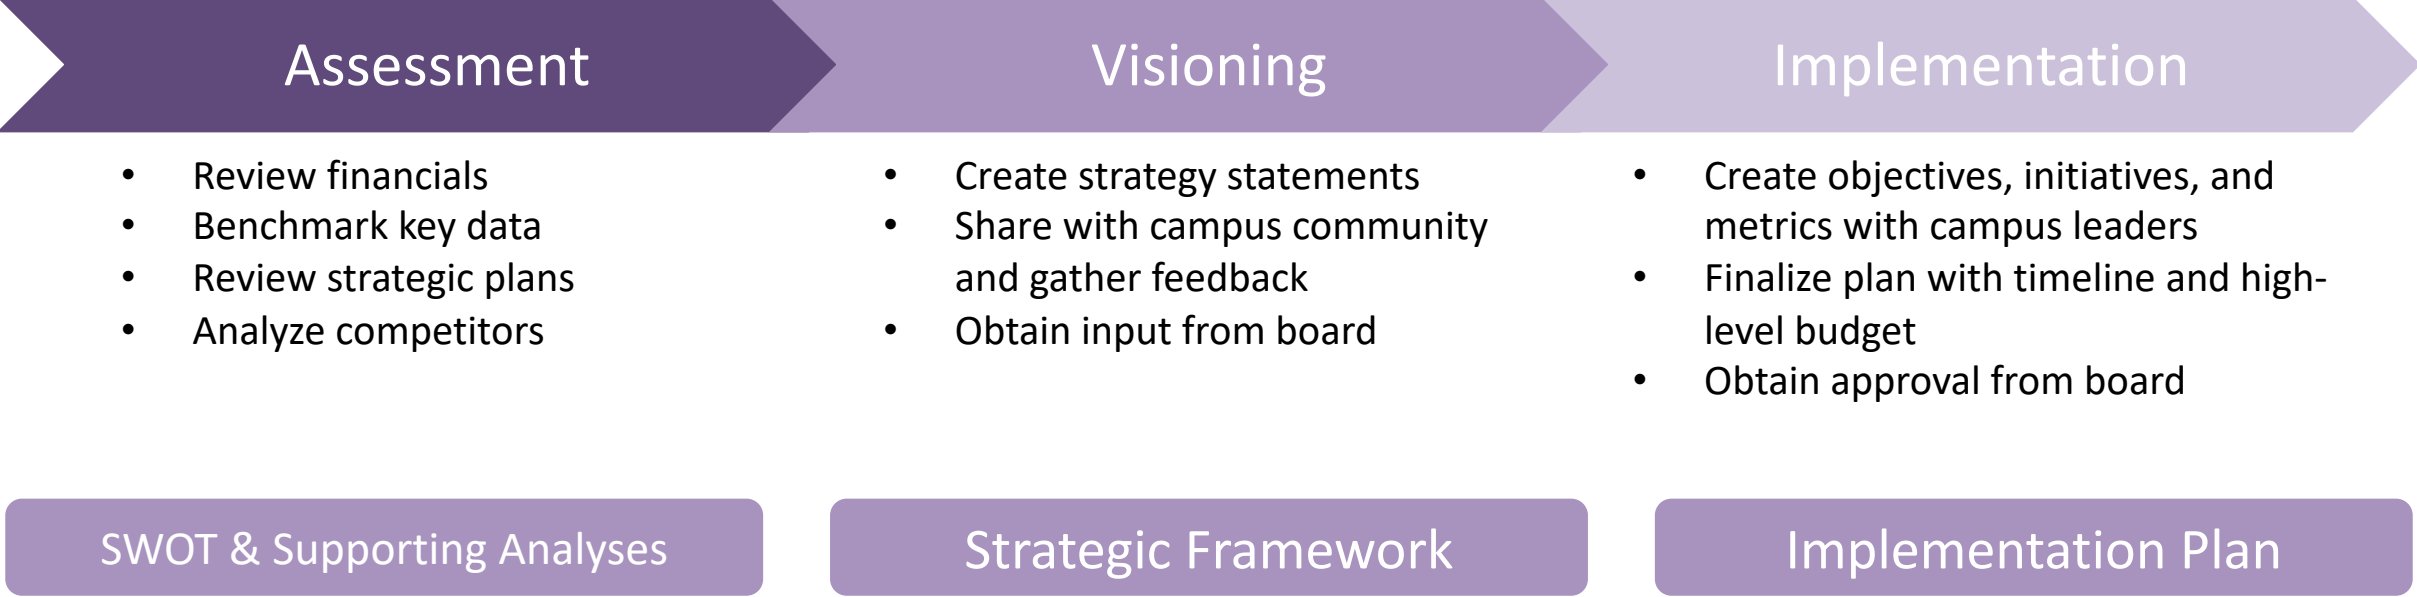 Assessment
Visioning
Implementation
• Review financials
• Benchmark key data
• Review strategic plans
• Analyze competitors
• Create strategy statements
• Share with campus community
and gather feedback
• Obtain input from board
• Create objectives, initiatives, and
metrics with campus leaders
• Finalize plan with timeline and high-
level budget
• Obtain approval from board
SWOT & Supporting Analyses
Strategic Framework
Implementation Plan